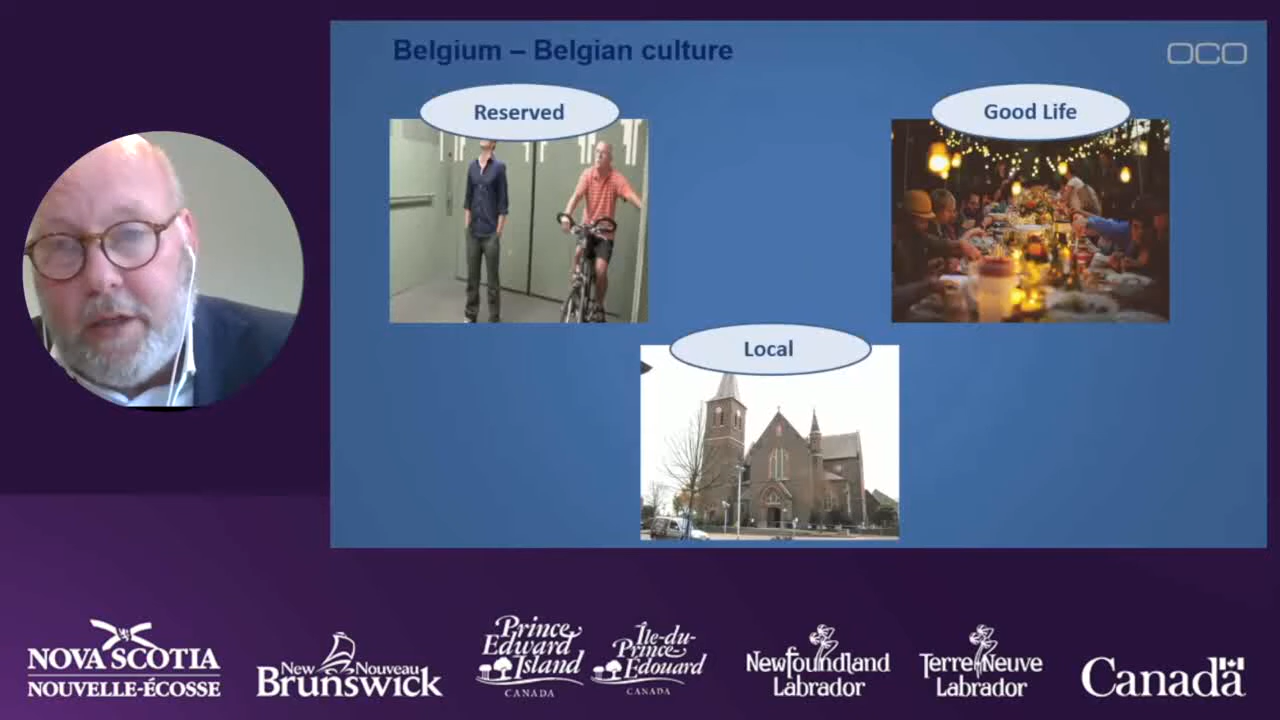 Belgium – Belgian culture
OCO
Reserved
Good Life
Local
NOVA SCOTIA
NOUVELLE-ÉCOSSE
New Nouveau
Brunswick
Prince
Edward
Island
CANADA
Île-du-
Prince
Édouard
CANADA
Newfoundland
Labrador
Terre-Neuve
Labrador
Canada